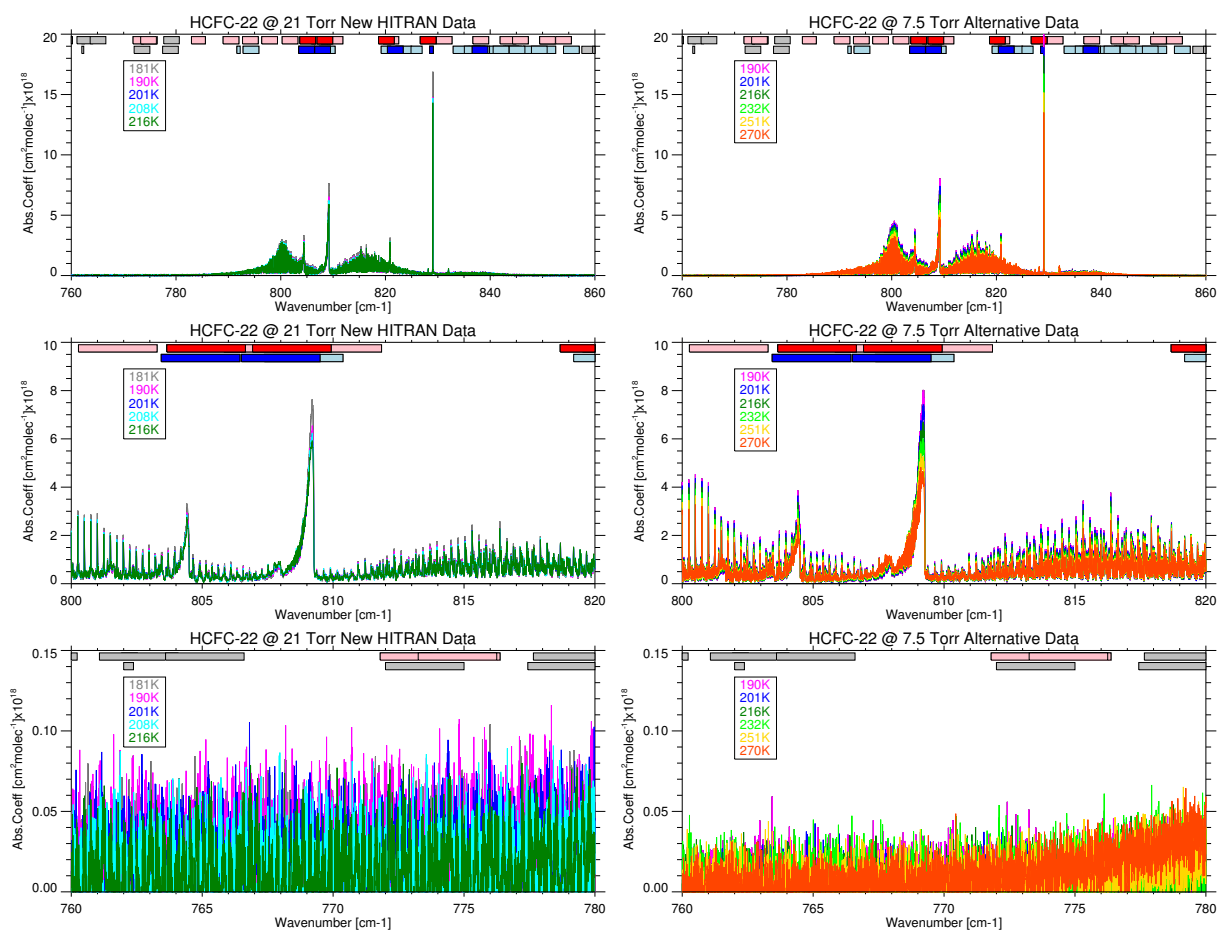 HCFC-22 @ 21 Torr New HITRAN Data
Abs.Coeff [cm²molec⁻¹]x10¹⁸
20
15
10
5
0
181K
190K
201K
208K
216K
760 780 800 820 840 860
Wavenumber [cm-1]
HCFC-22 @ 7.5 Torr Alternative Data
Abs.Coeff [cm²molec⁻¹]x10¹⁸
20
15
10
5
0
190K
201K
216K
232K
251K
270K
760 780 800 820 840 860
Wavenumber [cm-1]
HCFC-22 @ 21 Torr New HITRAN Data
Abs.Coeff [cm²molec⁻¹]x10¹⁸
10
8
6
4
2
0
181K
190K
201K
208K
216K
800 805 810 815 820
Wavenumber [cm-1]
HCFC-22 @ 7.5 Torr Alternative Data
Abs.Coeff [cm²molec⁻¹]x10¹⁸
10
8
6
4
2
0
190K
201K
216K
232K
251K
270K
800 805 810 815 820
Wavenumber [cm-1]
HCFC-22 @ 21 Torr New HITRAN Data
Abs.Coeff [cm²molec⁻¹]x10¹⁸
0.15
0.10
0.05
0.00
181K
190K
201K
208K
216K
760 765 770 775 780
Wavenumber [cm-1]
HCFC-22 @ 7.5 Torr Alternative Data
Abs.Coeff [cm²molec⁻¹]x10¹⁸
0.15
0.10
0.05
0.00
190K
201K
216K
232K
251K
270K
760 765 770 775 780
Wavenumber [cm-1]